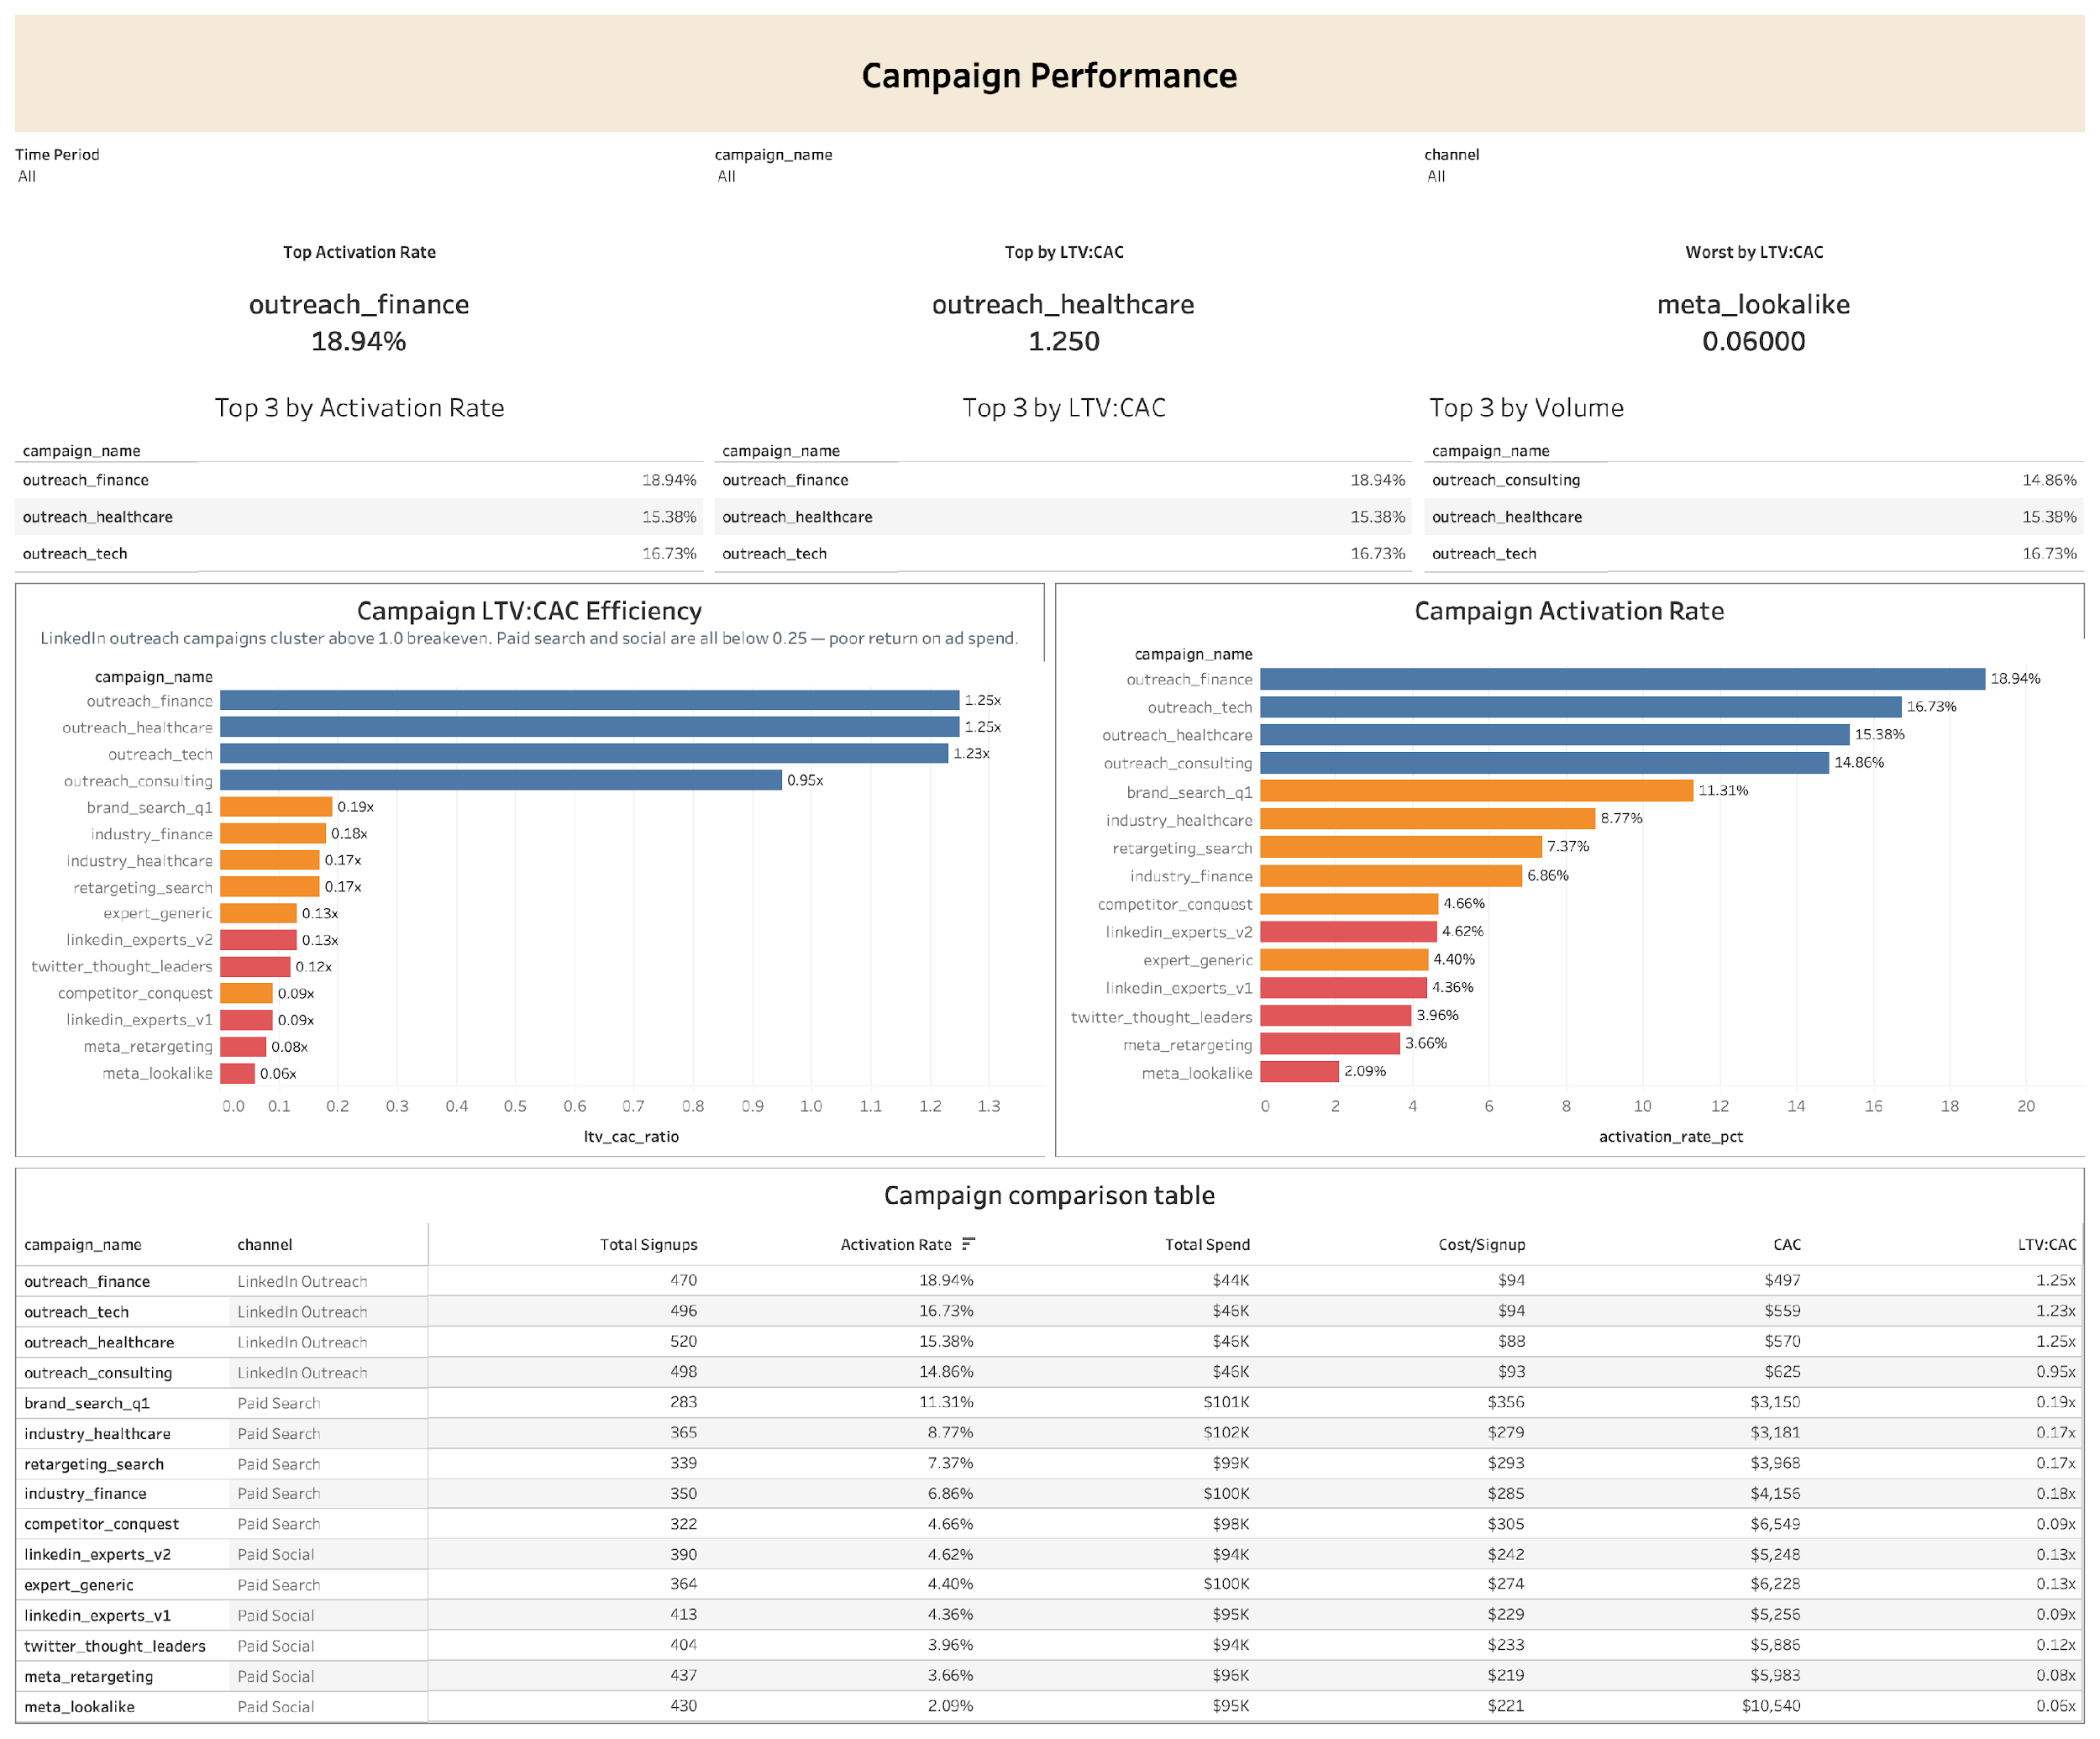 Campaign Performance
Time Period campaign_name channel
All All All
Top Activation Rate Top by LTV:CAC Worst by LTV:CAC
outreach_finance outreach_healthcare meta_lookalike
18.94% 1.250 0.06000
Top 3 by Activation Rate
campaign_name
outreach_finance 18.94%
outreach_healthcare 15.38%
outreach_tech 16.73%
Top 3 by LTV:CAC
campaign_name
outreach_finance 18.94%
outreach_healthcare 15.38%
outreach_tech 16.73%
Top 3 by Volume
campaign_name
outreach_consulting 14.86%
outreach_healthcare 15.38%
outreach_tech 16.73%
Campaign LTV:CAC Efficiency
LinkedIn outreach campaigns cluster above 1.0 breakeven. Paid search and social are all below 0.25 — poor return on ad spend.
campaign_name
outreach_finance 1.25x
outreach_healthcare 1.25x
outreach_tech 1.23x
outreach_consulting 0.95x
brand_search_q1 0.19x
industry_finance 0.18x
industry_healthcare 0.17x
retargeting_search 0.17x
expert_generic 0.13x
linkedin_experts_v2 0.13x
twitter_thought_leaders 0.12x
competitor_conquest 0.09x
linkedin_experts_v1 0.09x
meta_retargeting 0.08x
meta_lookalike 0.06x
0.0 0.1 0.2 0.3 0.4 0.5 0.6 0.7 0.8 0.9 1.0 1.1 1.2 1.3
ltv_cac_ratio
Campaign Activation Rate
campaign_name
outreach_finance 18.94%
outreach_tech 16.73%
outreach_healthcare 15.38%
outreach_consulting 14.86%
brand_search_q1 11.31%
industry_healthcare 8.77%
retargeting_search 7.37%
industry_finance 6.86%
competitor_conquest 4.66%
linkedin_experts_v2 4.62%
expert_generic 4.40%
linkedin_experts_v1 4.36%
twitter_thought_leaders 3.96%
meta_retargeting 3.66%
meta_lookalike 2.09%
0 2 4 6 8 10 12 14 16 18 20
activation_rate_pct
Campaign comparison table
campaign_name channel Total Signups Activation Rate Total Spend Cost/Signup CAC LTV:CAC
outreach_finance LinkedIn Outreach 470 18.94% $44K $94 $497 1.25x
outreach_tech LinkedIn Outreach 496 16.73% $46K $94 $559 1.23x
outreach_healthcare LinkedIn Outreach 520 15.38% $46K $88 $570 1.25x
outreach_consulting LinkedIn Outreach 498 14.86% $46K $93 $625 0.95x
brand_search_q1 Paid Search 283 11.31% $101K $356 $3,150 0.19x
industry_healthcare Paid Search 365 8.77% $102K $279 $3,181 0.17x
retargeting_search Paid Search 339 7.37% $99K $293 $3,968 0.17x
industry_finance Paid Search 350 6.86% $100K $285 $4,156 0.18x
competitor_conquest Paid Search 322 4.66% $98K $305 $6,549 0.09x
linkedin_experts_v2 Paid Social 390 4.62% $94K $242 $5,248 0.13x
expert_generic Paid Search 364 4.40% $100K $274 $6,228 0.13x
linkedin_experts_v1 Paid Social 413 4.36% $95K $229 $5,256 0.09x
twitter_thought_leaders Paid Social 404 3.96% $94K $233 $5,886 0.12x
meta_retargeting Paid Social 437 3.66% $96K $219 $5,983 0.08x
meta_lookalike Paid Social 430 2.09% $95K $221 $10,540 0.06x